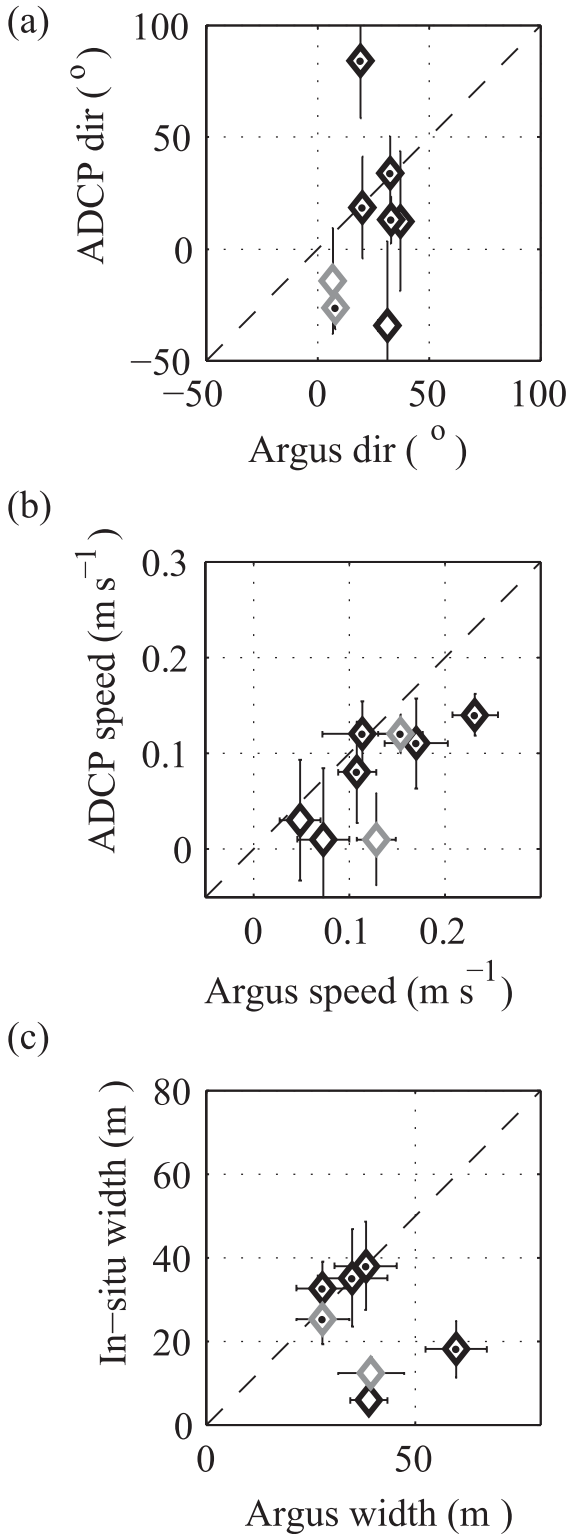 (a)
100
50
0
−50
ADCP dir ( o )
−50 0 50 100
Argus dir ( o )
(b)
0.3
0.2
0.1
0
ADCP speed (m s−1)
0 0.1 0.2
Argus speed (m s−1)
(c)
80
60
40
20
0
In−situ width (m )
0 50
Argus width (m )